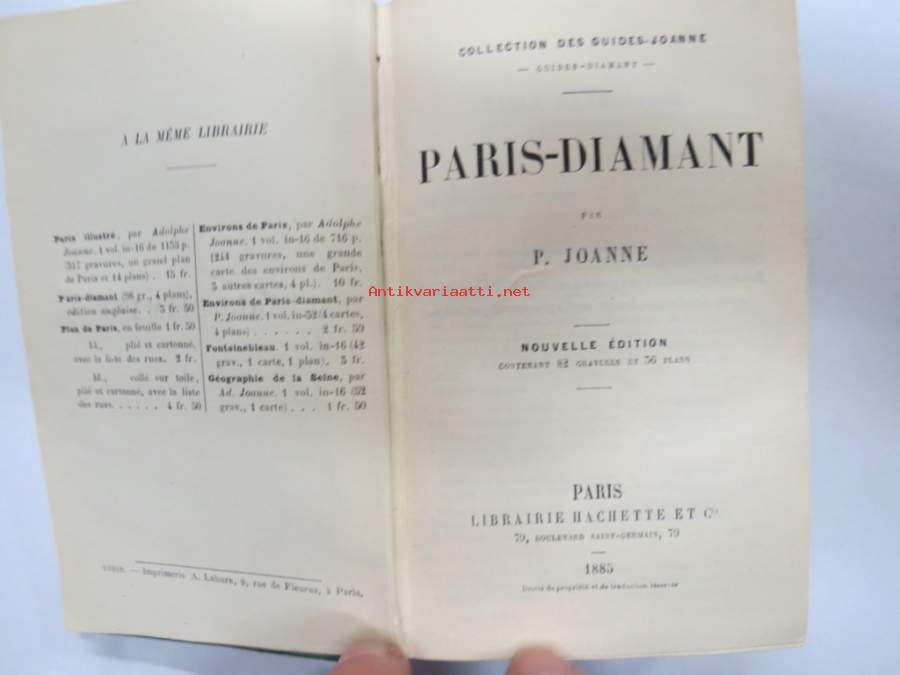 A LA MÊME LIBRAIRIE
Paris illustré, par Adolphe
Joanne. 1 vol. in-16 de 1155 p.
(317 gravures, un grand plan
de Paris et 14 plans) . 15 fr.
Paris-diamant (98 gr., 4 plans),
édition anglaise. . 3 fr. 50
Plan de Paris, en feuille 1 fr. 50
Id., plié et cartonné,
avec la liste des rues. 2 fr.
Id., collé sur toile,
plié et cartonné, avec la liste
des rues. . . . . . 4 fr. 50
Environs de Paris, par Adolphe
Joanne. 1 vol. in-16 de 716 p.
(244 gravures, une grande
carte des environs de Paris,
5 autres cartes, 4 pl.). 10 fr.
Environs de Paris-diamant, par
P. Joanne. 1 vol. in-32 (4 cartes,
4 plans) . . . . . . 2 fr. 50
Fontainebleau. 1 vol. in-16 (42
grav., 1 carte, 1 plan). 3 fr.
Géographie de la Seine, par
Ad. Joanne. 1 vol. in-16 (32
grav., 1 carte) . . . 1 fr. 50
— Imprimerie A. Lahure, 9, rue de Fleurus, à Paris.
COLLECTION DES GUIDES-JOANNE
— GUIDES-DIAMANT —
PARIS-DIAMANT
PAR
P. JOANNE
NOUVELLE ÉDITION
CONTENANT 82 GRAVURES ET 36 PLANS
PARIS
LIBRAIRIE HACHETTE ET Cie
79, BOULEVARD SAINT-GERMAIN, 79
1885
Droits de propriété et de traduction réservés
Antikvariaatti.net